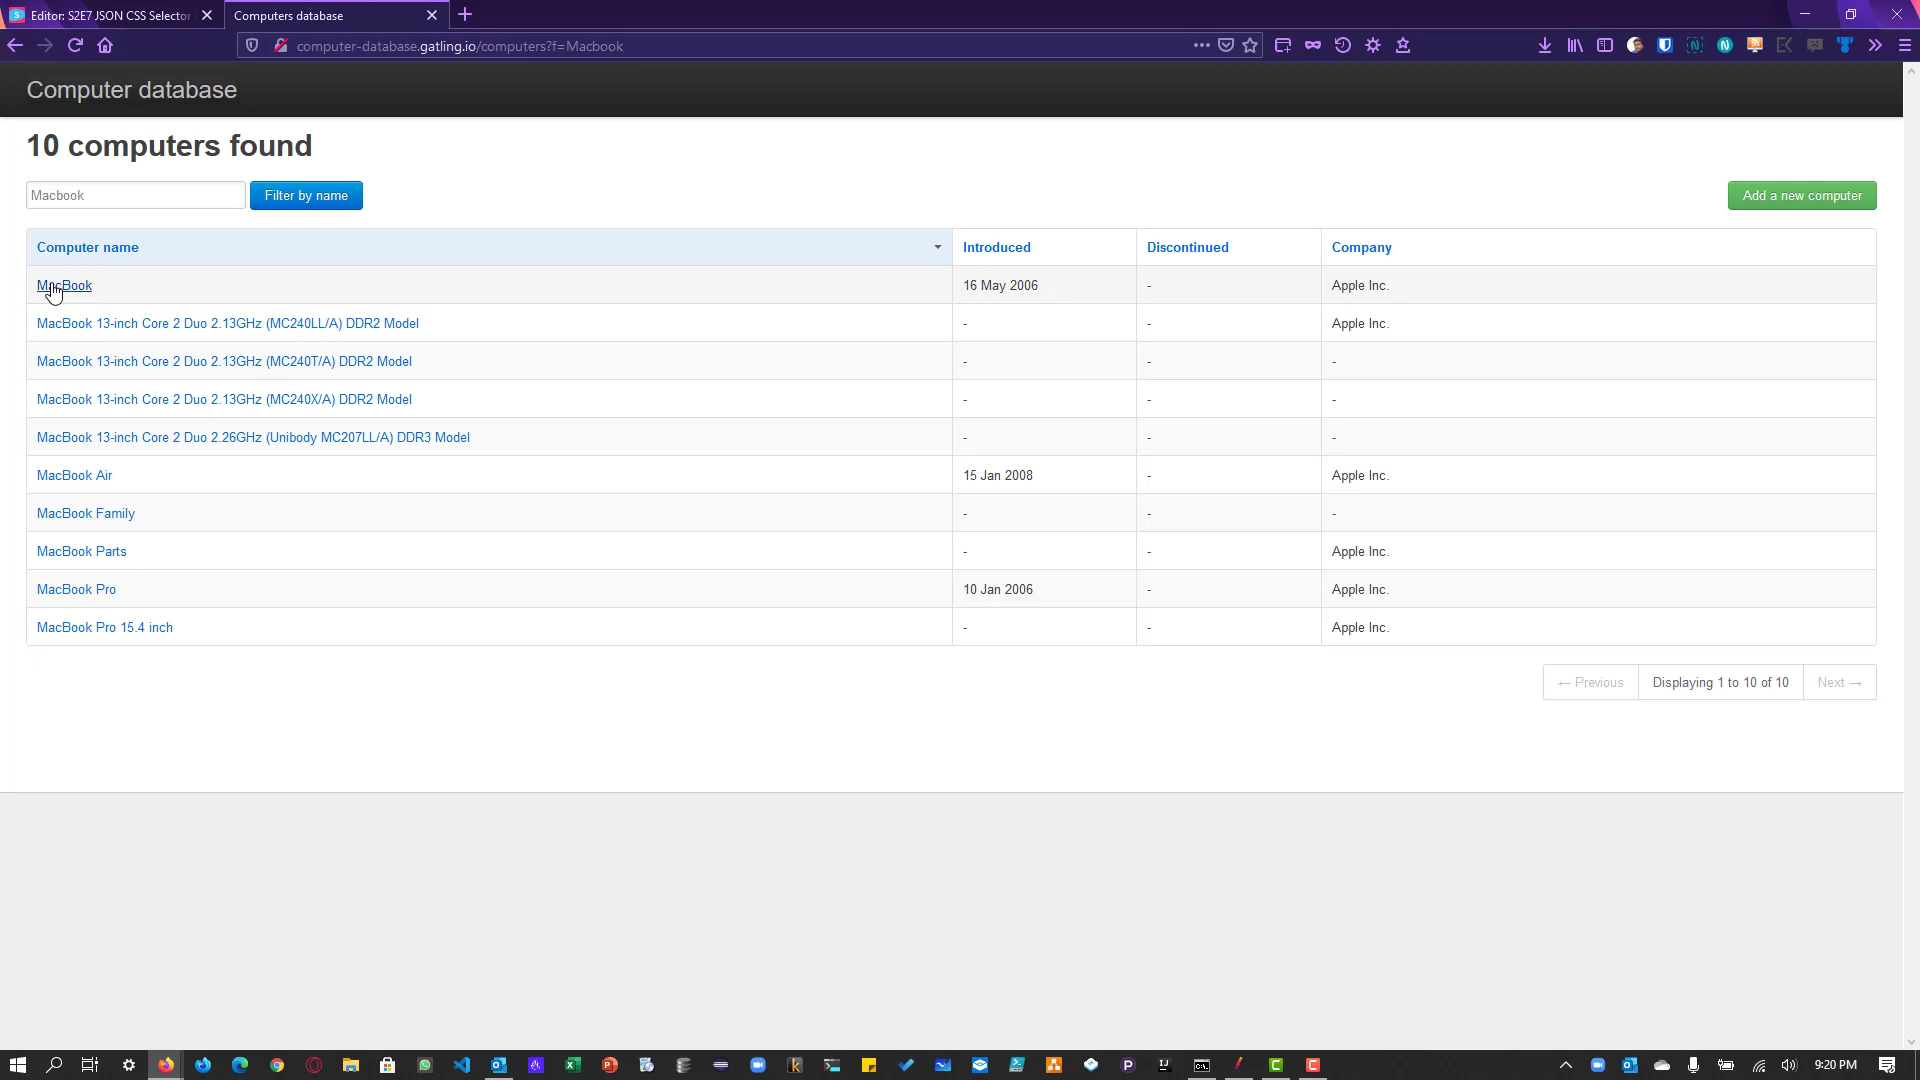 Editor: S2E7 JSON CSS Selector
Computers database
computer-database.gatling.io/computers?f=Macbook
Computer database
10 computers found
Macbook
Filter by name
Add a new computer
Computer name
Introduced
Discontinued
Company
MacBook
16 May 2006
-
Apple Inc.
MacBook 13-inch Core 2 Duo 2.13GHz (MC240LL/A) DDR2 Model
-
-
Apple Inc.
MacBook 13-inch Core 2 Duo 2.13GHz (MC240T/A) DDR2 Model
-
-
-
MacBook 13-inch Core 2 Duo 2.13GHz (MC240X/A) DDR2 Model
-
-
-
MacBook 13-inch Core 2 Duo 2.26GHz (Unibody MC207LL/A) DDR3 Model
-
-
-
MacBook Air
15 Jan 2008
-
Apple Inc.
MacBook Family
-
-
-
MacBook Parts
-
-
Apple Inc.
MacBook Pro
10 Jan 2006
-
Apple Inc.
MacBook Pro 15.4 inch
-
-
Apple Inc.
← Previous
Displaying 1 to 10 of 10
Next →
9:20 PM